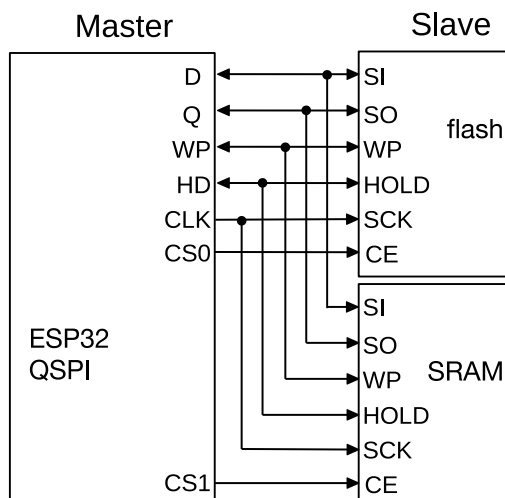 Master
Slave
D
SI
Q
SO
flash
WP
WP
HD
HOLD
CLK
SCK
CS0
CE
SI
ESP32
QSPI
SO
WP
SRAM
HOLD
SCK
CS1
CE